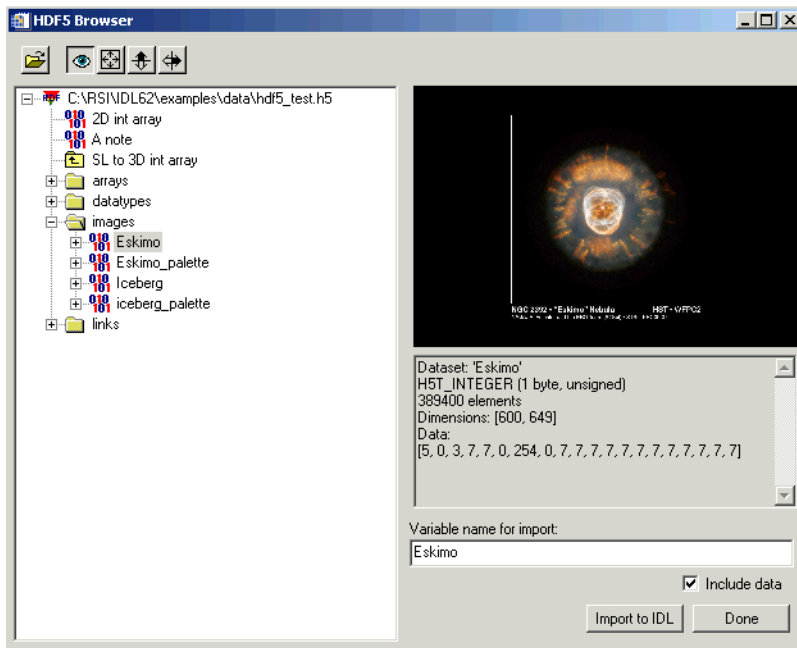 HDF5 Browser
C:\RSI\IDL62\examples\data\hdf5_test.h5
2D int array
A note
SL to 3D int array
arrays
datatypes
images
Eskimo
Eskimo_palette
Iceberg
iceberg_palette
links
NGC 2392 • "Eskimo" Nebula HST • WFPC2
Dataset: 'Eskimo'
H5T_INTEGER (1 byte, unsigned)
389400 elements
Dimensions: [600, 649]
Data:
[5, 0, 3, 7, 7, 0, 254, 0, 7, 7, 7, 7, 7, 7, 7, 7, 7, 7, 7, 7]
Variable name for import:
Eskimo
Include data
Import to IDL
Done